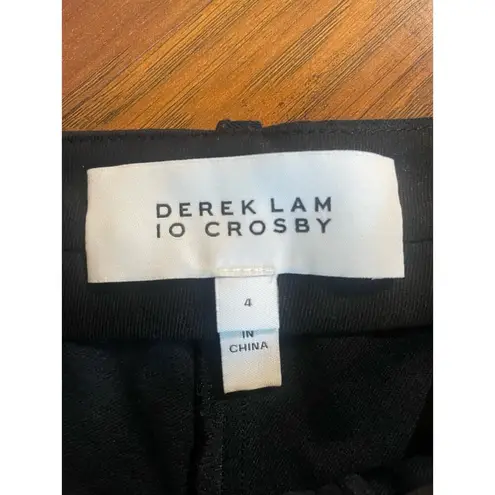 DEREK LAM
10 CROSBY
4
IN
CHINA